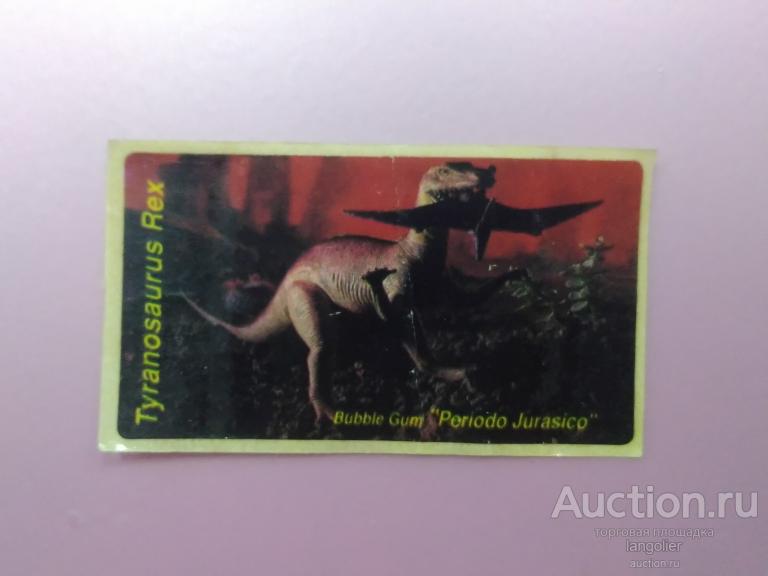 Tyranosaurus Rex
Bubble Gum "Periodo Jurasico"
Auction.ru
торговая площадка
langolier
auction.ru